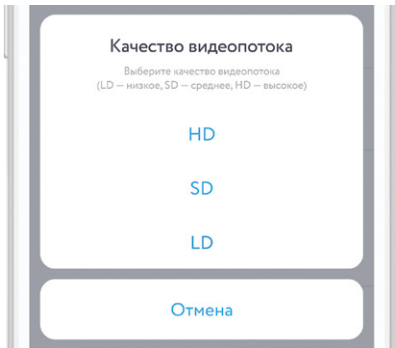 Качество видеопотока
Выберите качество видеопотока
(LD – низкое, SD – среднее, HD – высокое)
HD
SD
LD
Отмена